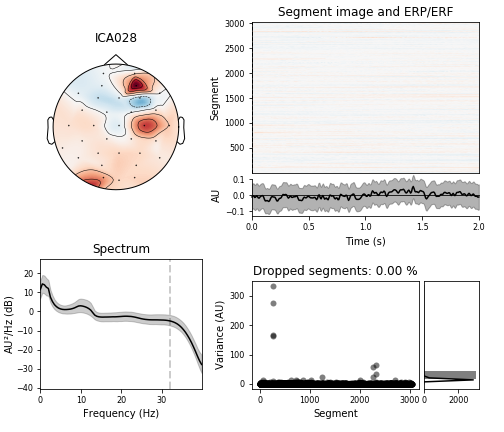 ICA028
Segment image and ERP/ERF
3000
2500
2000
1500
1000
500
Segment
0.1
0.0
−0.1
AU
0.0 0.5 1.0 1.5 2.0
Time (s)
Spectrum
20
10
0
−10
−20
−30
−40
AU²/Hz (dB)
0 10 20 30
Frequency (Hz)
Dropped segments: 0.00 %
300
200
100
0
Variance (AU)
0 1000 2000 3000
Segment
0 2000